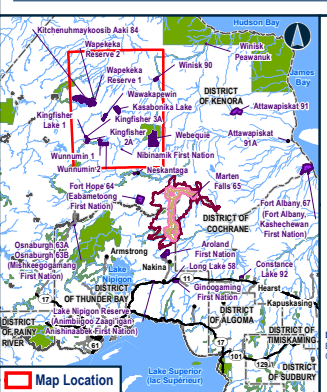 Hudson Bay
Kitchenuhmaykoosib Aaki 84
Wapekeka
Reserve 2
Winisk
Peawanuk
Wapekeka
Reserve 1
Winisk 90
James
Bay
Wawakapewin
DISTRICT
OF KENORA
Kasabonika Lake
Attawapiskat 91
Kingfisher
Lake 1
Kingfisher 3A
Kingfisher
2A
Webequie
Attawapiskat
91A
Wunnumin 1
Nibinamik First Nation
Wunnumin 2
Neskantaga
Marten
Falls 65
Fort Hope 64
(Eabametoong
First Nation)
Fort Albany 67
(Fort Albany,
Kashechewan
First Nation)
DISTRICT OF
COCHRANE
Osnaburgh 63A
Osnaburgh 63B
(Mishkeegogamang
First Nation)
Armstrong
Aroland
First Nation
Lake
Nipigon
Nakina
Long Lake 58
Constance
Lake 92
11
Ginoogaming
First Nation
Hearst
17
DISTRICT
OF THUNDER BAY
Kapuskasing
Lake Nipigon Reserve
(Animbiigoo Zaagi'igan
Anishinaabek First Nation)
DISTRICT
OF ALGOMA
DISTRICT
OF RAINY
RIVER
DISTRICT OF
TIMISKAMING
61
17
101
129
DISTRICT
OF SUDBURY
Lake Superior
(lac Supérieur)
Map Location